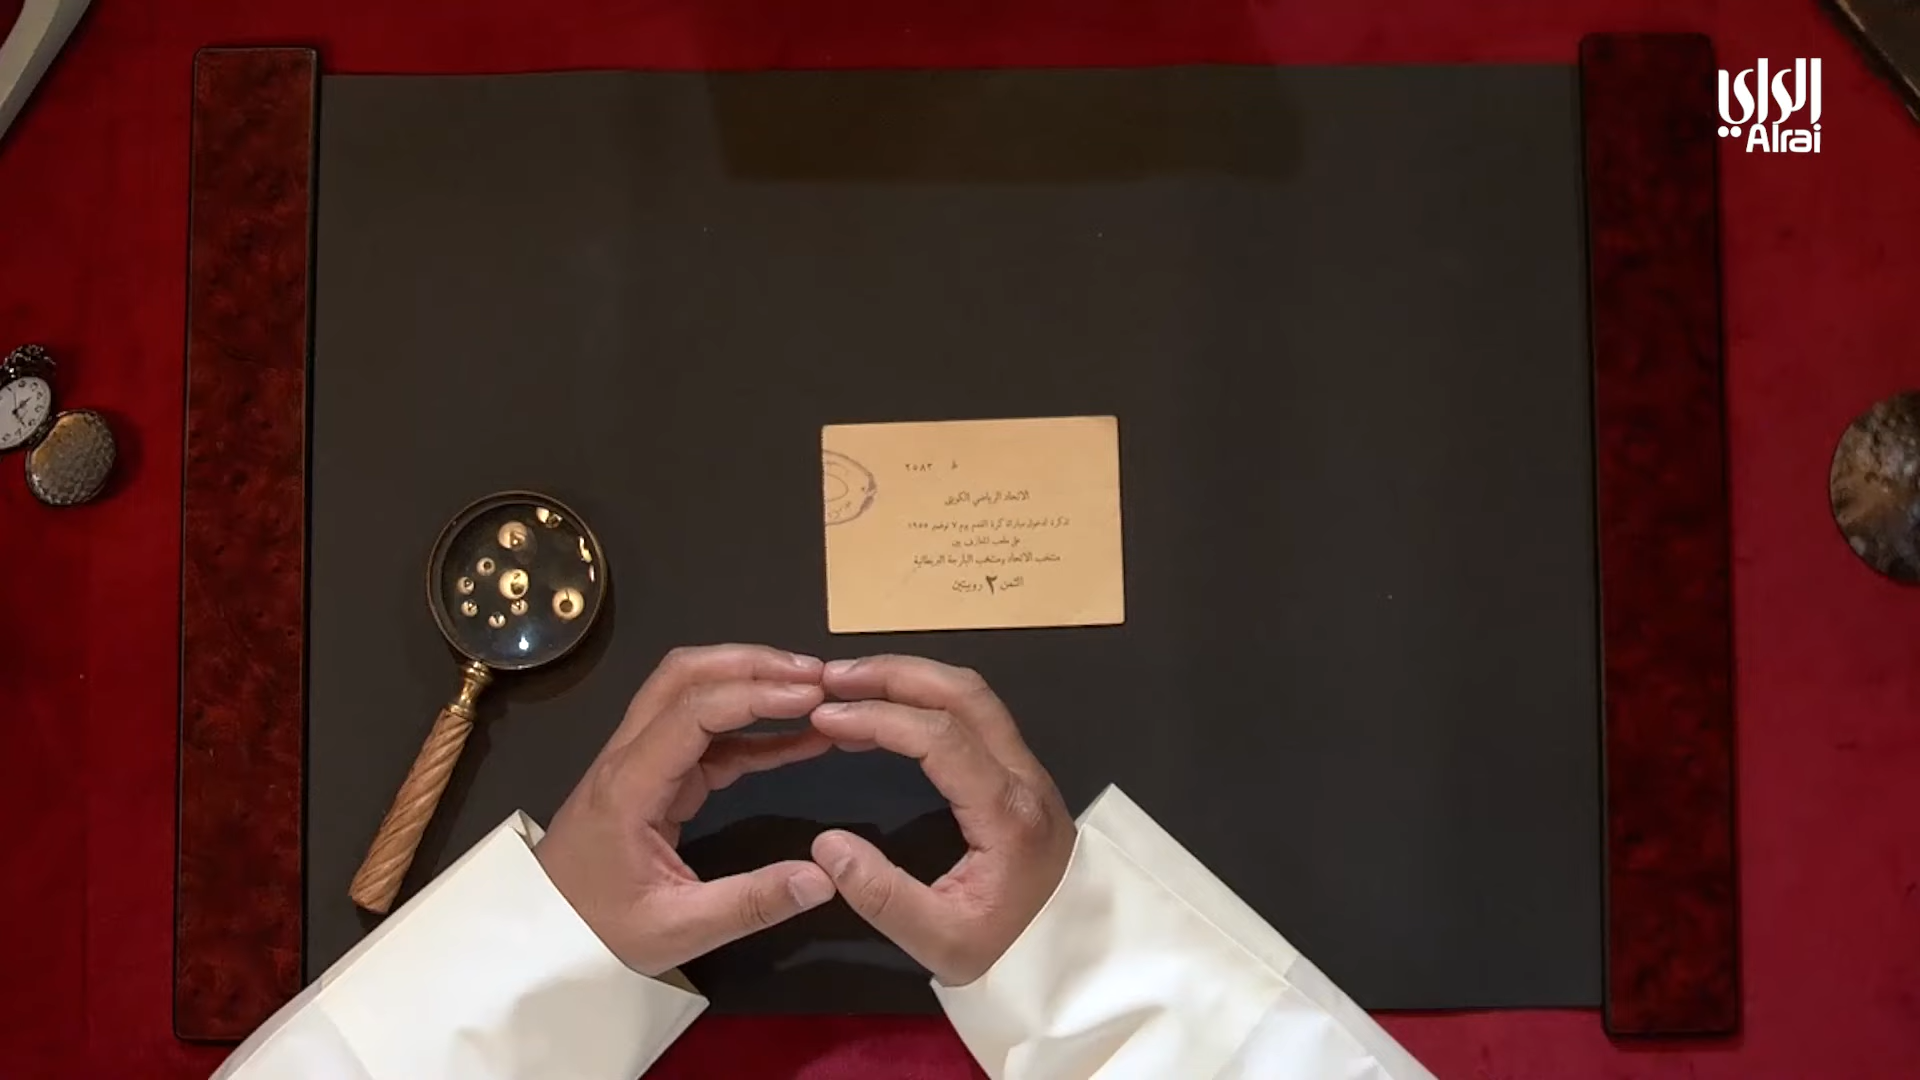 الراي
Alrai
٢٥٨٣
الاتحاد الرياضي الكويتي
تذكرة لدخول مباراة كرة القدم يوم ٧ نوفمبر ١٩٥٥
على ملعب المعارف بين
منتخب الاتحاد ومنتخب البارجة البريطانية
الثمن ٢ روبيتين